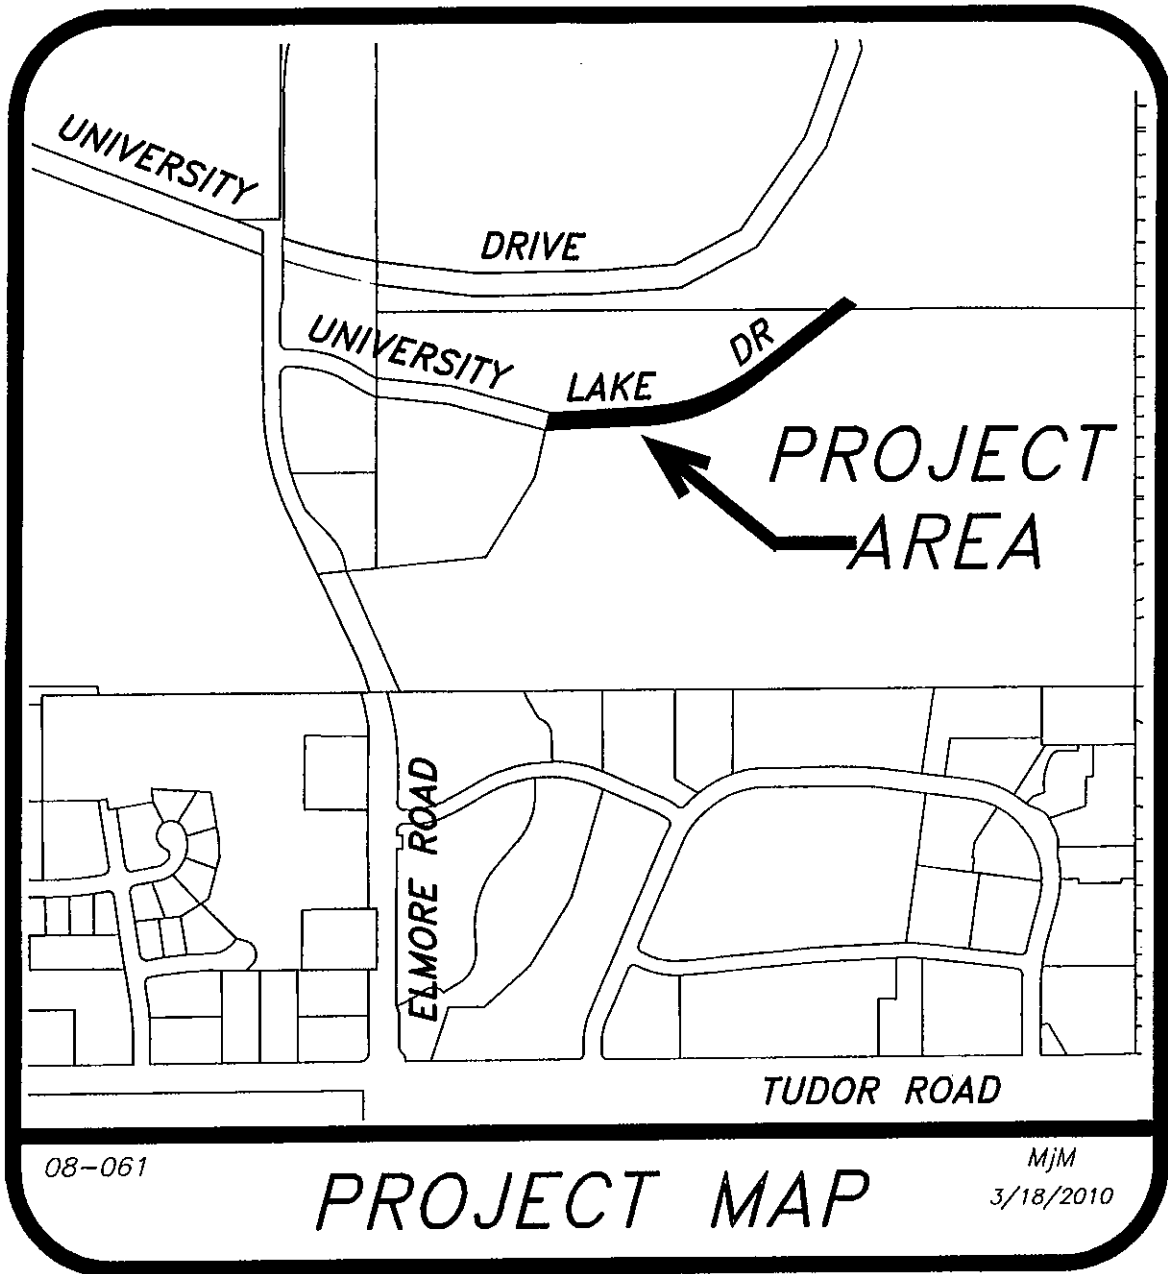 UNIVERSITY
DRIVE
UNIVERSITY
LAKE
DR
PROJECT
AREA
ELMORE ROAD
TUDOR ROAD
08-061
PROJECT MAP
MjM
3/18/2010